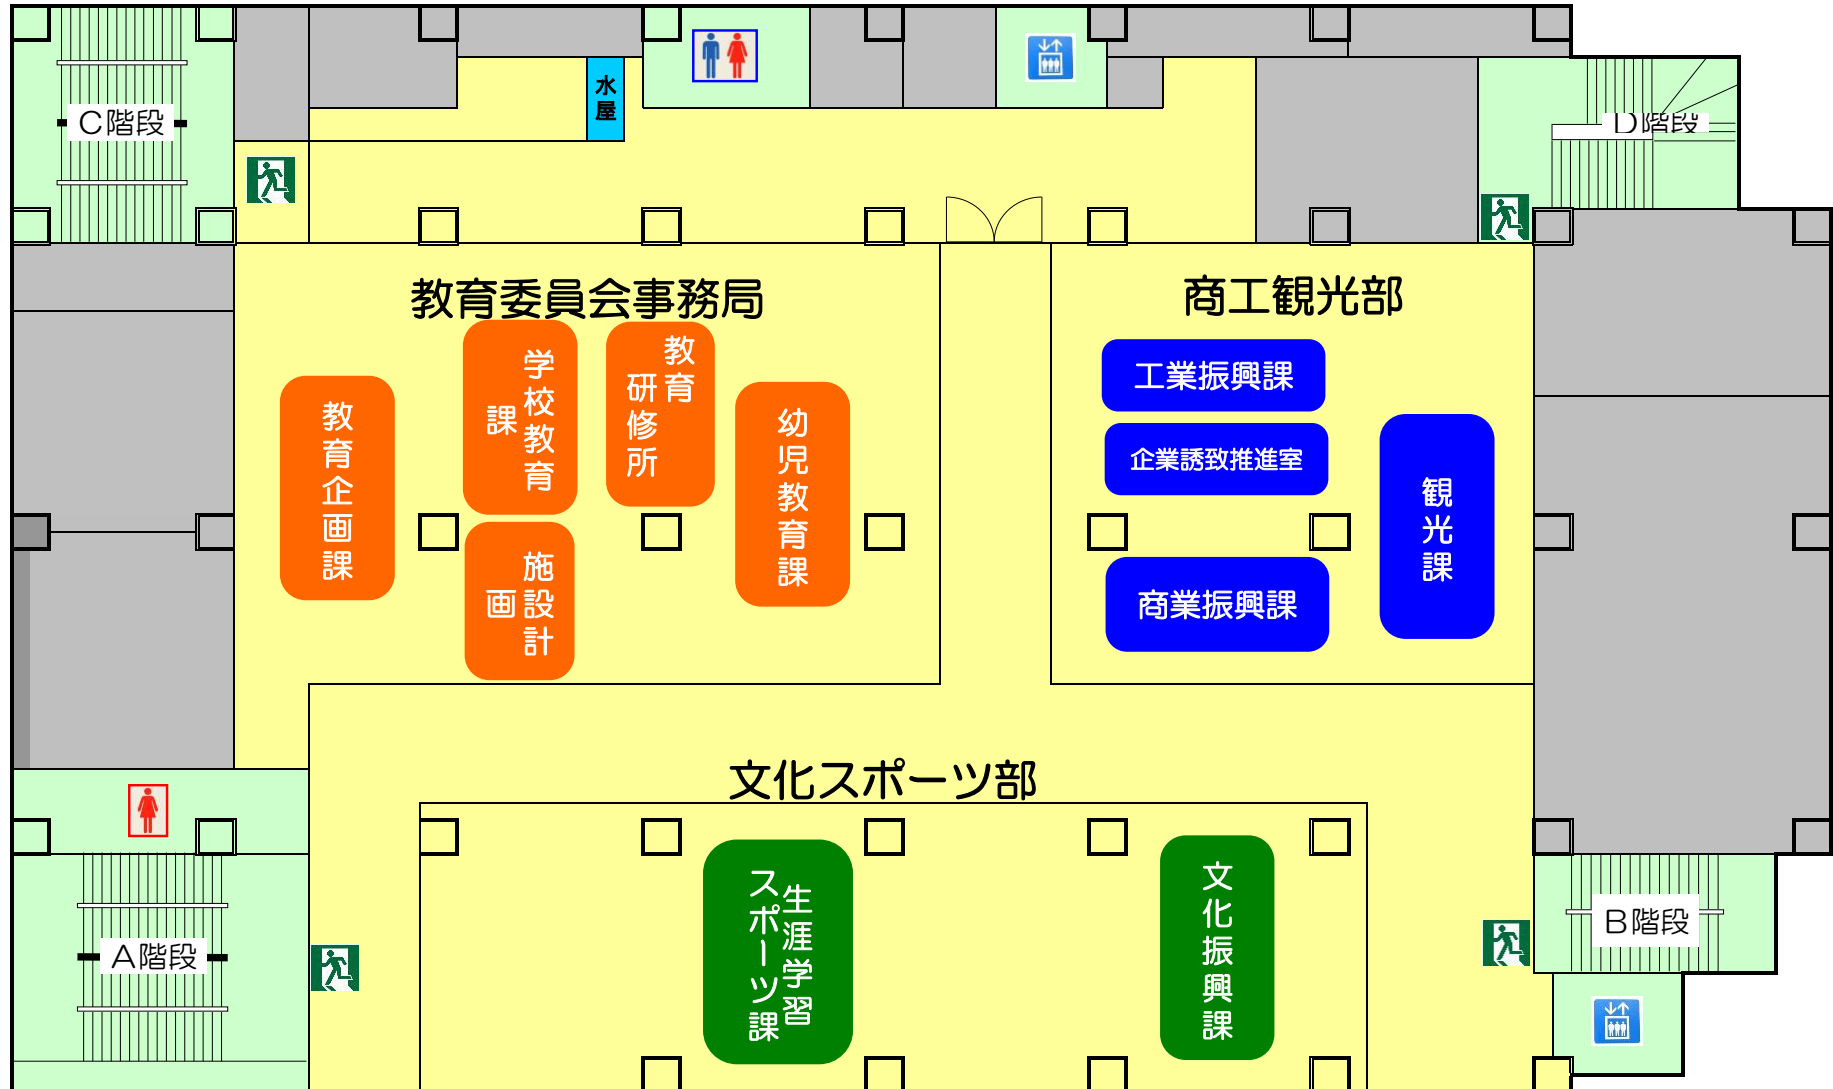 水屋
C階段
D階段
教育委員会事務局
商工観光部
教育企画課
学校教育
課
教育
研修所
幼児教育課
施設計
画
工業振興課
企業誘致推進室
商業振興課
観光課
文化スポーツ部
生涯学習
スポーツ課
文化振興課
A階段
B階段